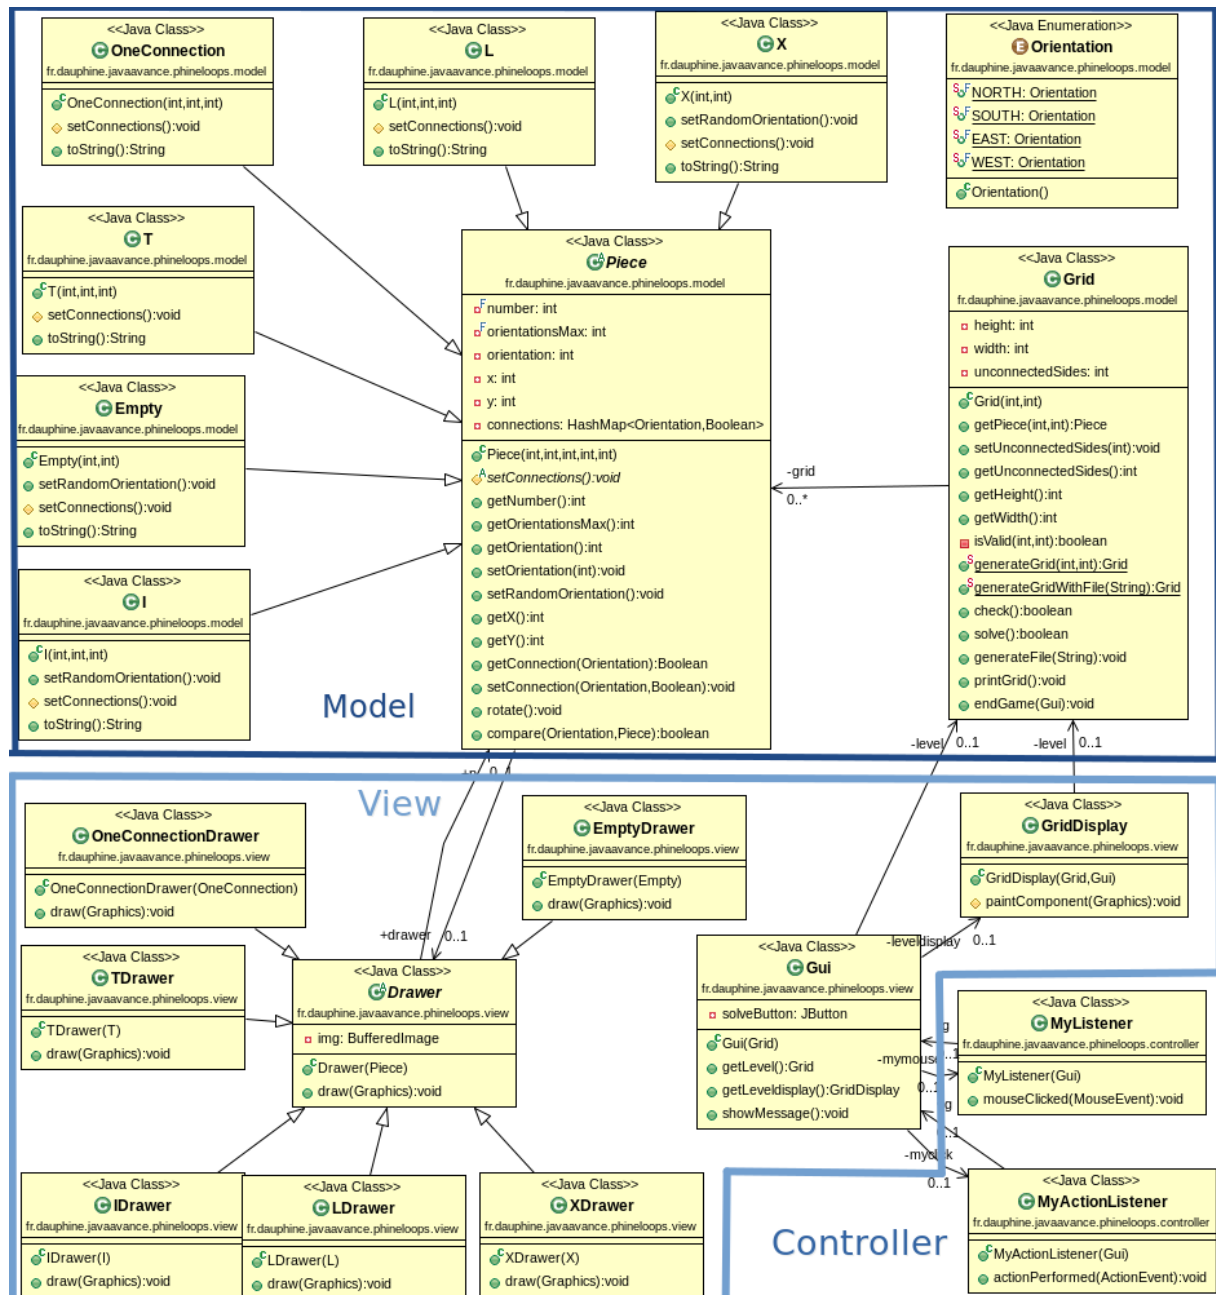 <<Java Class>>
OneConnection
fr.dauphine.javaavance.phineloops.model
OneConnection(int,int,int)
setConnections():void
toString():String
<<Java Class>>
L
fr.dauphine.javaavance.phineloops.model
L(int,int,int)
setConnections():void
toString():String
<<Java Class>>
X
fr.dauphine.javaavance.phineloops.model
X(int,int)
setRandomOrientation():void
setConnections():void
toString():String
<<Java Enumeration>>
Orientation
fr.dauphine.javaavance.phineloops.model
NORTH: Orientation
SOUTH: Orientation
EAST: Orientation
WEST: Orientation
Orientation()
<<Java Class>>
T
fr.dauphine.javaavance.phineloops.model
T(int,int,int)
setConnections():void
toString():String
<<Java Class>>
Empty
fr.dauphine.javaavance.phineloops.model
Empty(int,int)
setRandomOrientation():void
setConnections():void
toString():String
<<Java Class>>
I
fr.dauphine.javaavance.phineloops.model
I(int,int,int)
setRandomOrientation():void
setConnections():void
toString():String
<<Java Class>>
Piece
fr.dauphine.javaavance.phineloops.model
number: int
orientationsMax: int
orientation: int
x: int
y: int
connections: HashMap<Orientation,Boolean>
Piece(int,int,int,int,int)
setConnections():void
getNumber():int
getOrientationsMax():int
getOrientation():int
setOrientation(int):void
setRandomOrientation():void
getX():int
getY():int
getConnection(Orientation):Boolean
setConnection(Orientation,Boolean):void
rotate():void
compare(Orientation,Piece):boolean
-grid
0..*
<<Java Class>>
Grid
fr.dauphine.javaavance.phineloops.model
height: int
width: int
unconnectedSides: int
Grid(int,int)
getPiece(int,int):Piece
setUnconnectedSides(int):void
getUnconnectedSides():int
getHeight():int
getWidth():int
isValid(int,int):boolean
generateGrid(int,int):Grid
generateGridWithFile(String):Grid
check():boolean
solve():boolean
generateFile(String):void
printGrid():void
endGame(Gui):void
Model
-level 0..1
-level 0..1
+p 0..1
View
<<Java Class>>
OneConnectionDrawer
fr.dauphine.javaavance.phineloops.view
OneConnectionDrawer(OneConnection)
draw(Graphics):void
<<Java Class>>
EmptyDrawer
fr.dauphine.javaavance.phineloops.view
EmptyDrawer(Empty)
draw(Graphics):void
<<Java Class>>
GridDisplay
fr.dauphine.javaavance.phineloops.view
GridDisplay(Grid,Gui)
paintComponent(Graphics):void
+drawer 0..1
-leveldisplay 0..1
<<Java Class>>
TDrawer
fr.dauphine.javaavance.phineloops.view
TDrawer(T)
draw(Graphics):void
<<Java Class>>
Drawer
fr.dauphine.javaavance.phineloops.view
img: BufferedImage
Drawer(Piece)
draw(Graphics):void
<<Java Class>>
Gui
fr.dauphine.javaavance.phineloops.view
solveButton: JButton
Gui(Grid)
getLevel():Grid
getLeveldisplay():GridDisplay
showMessage():void
<<Java Class>>
MyListener
fr.dauphine.javaavance.phineloops.controller
MyListener(Gui)
mouseClicked(MouseEvent):void
0..1
<<Java Class>>
IDrawer
fr.dauphine.javaavance.phineloops.view
IDrawer(I)
draw(Graphics):void
<<Java Class>>
LDrawer
fr.dauphine.javaavance.phineloops.view
LDrawer(L)
draw(Graphics):void
<<Java Class>>
XDrawer
fr.dauphine.javaavance.phineloops.view
XDrawer(X)
draw(Graphics):void
Controller
<<Java Class>>
MyActionListener
fr.dauphine.javaavance.phineloops.controller
MyActionListener(Gui)
actionPerformed(ActionEvent):void